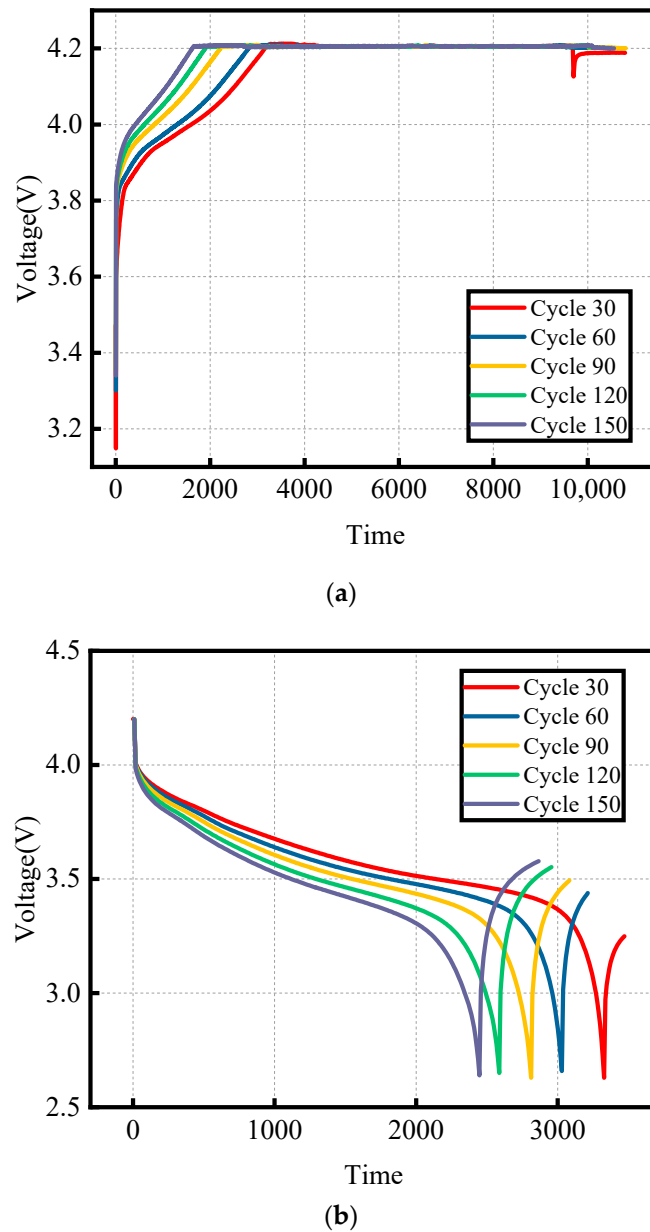 4.2
4.0
3.8
3.6
3.4
3.2
Voltage(V)
Cycle 30
Cycle 60
Cycle 90
Cycle 120
Cycle 150
0
2000
4000
6000
8000
10,000
Time
(a)
4.5
4.0
3.5
3.0
2.5
Voltage(V)
Cycle 30
Cycle 60
Cycle 90
Cycle 120
Cycle 150
0
1000
2000
3000
Time
(b)